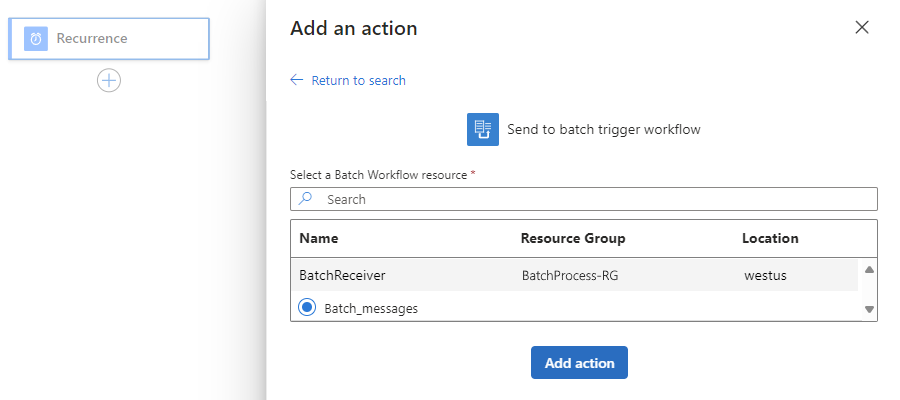 Recurrence
Add an action
Return to search
Send to batch trigger workflow
Select a Batch Workflow resource *
Search
Name Resource Group Location
BatchReceiver BatchProcess-RG westus
Batch_messages
Add action